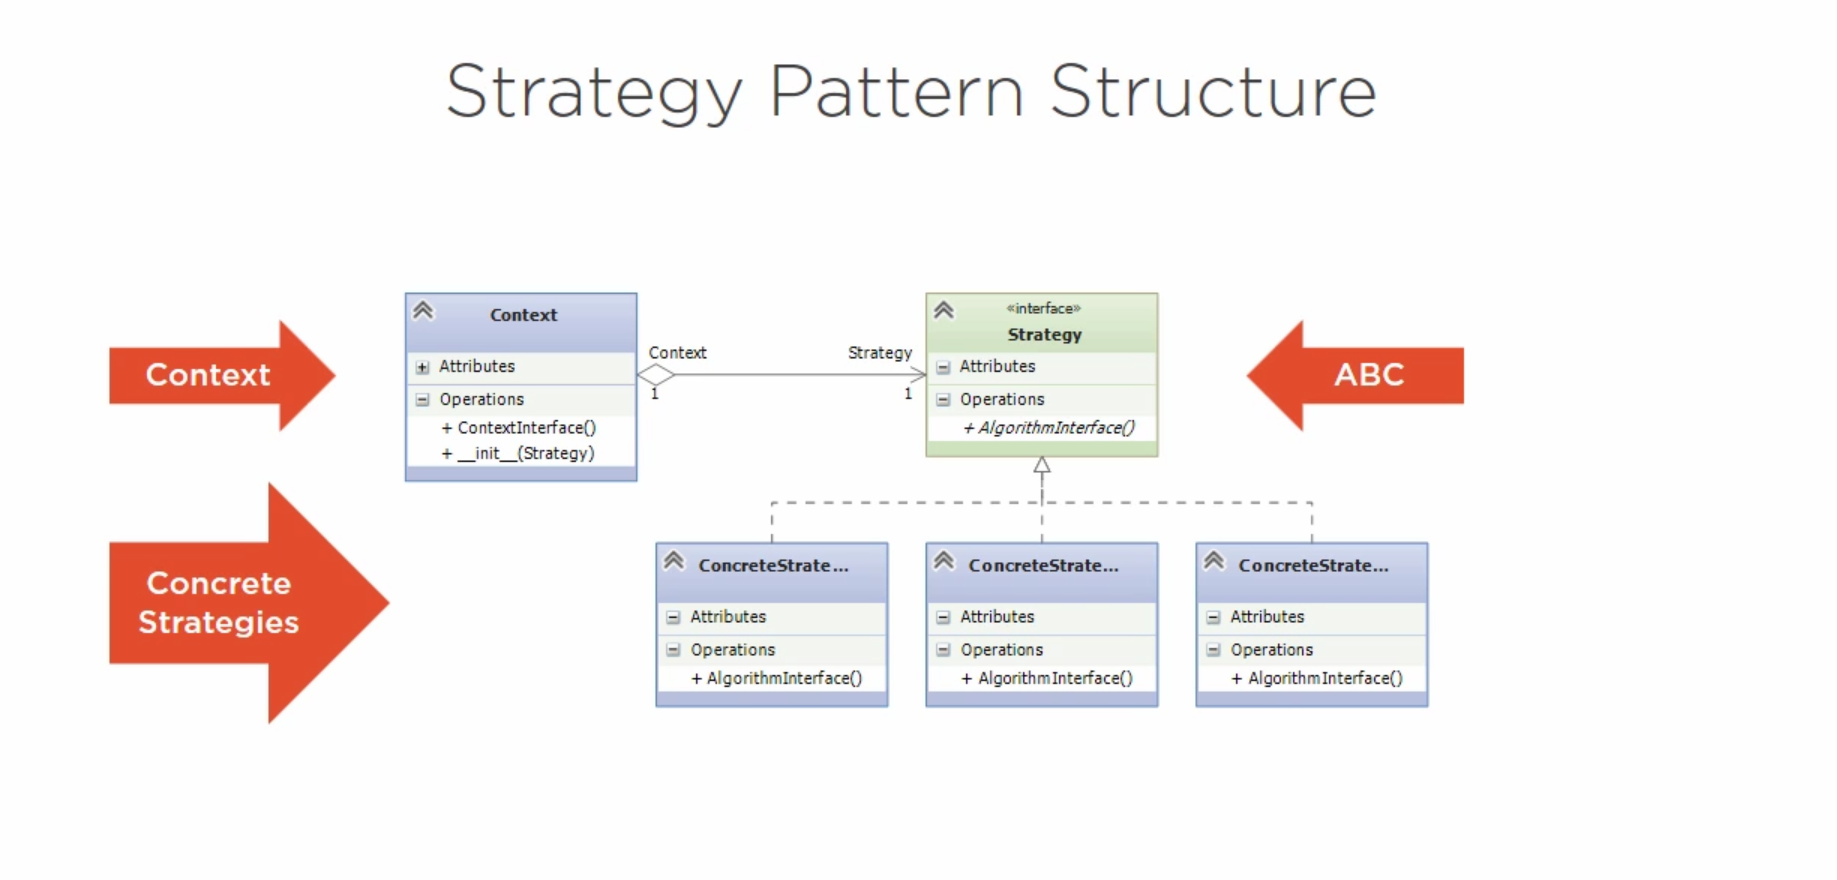 Strategy Pattern Structure
Context
Context
Attributes
Operations
+ ContextInterface()
+ __init__(Strategy)
Context
1
Strategy
1
«interface»
Strategy
Attributes
Operations
+ AlgorithmInterface()
ABC
Concrete
Strategies
ConcreteStrate...
Attributes
Operations
+ AlgorithmInterface()
ConcreteStrate...
Attributes
Operations
+ AlgorithmInterface()
ConcreteStrate...
Attributes
Operations
+ AlgorithmInterface()